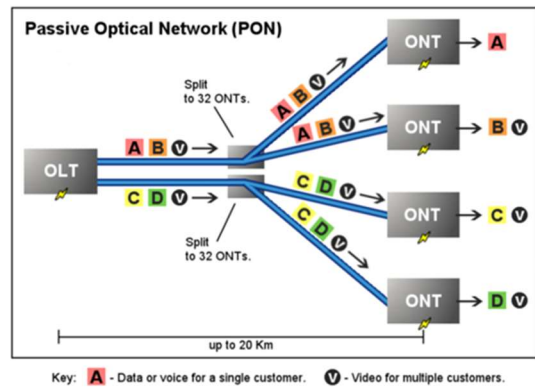 Passive Optical Network (PON)
ONT
A
Split
to 32 ONTs.
A B V
A B V
ONT
B V
A B V
OLT
C D V
C D V
ONT
C V
C D V
Split
to 32 ONTs.
ONT
D V
up to 20 Km
Key: A - Data or voice for a single customer. V - Video for multiple customers.